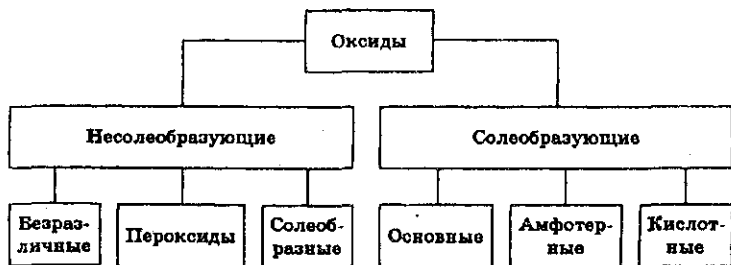 Оксиды
Несолеобразующие
Солеобразующие
Безраз-
личные
Пероксиды
Солеоб-
разные
Основные
Амфотер-
ные
Кислот-
ные